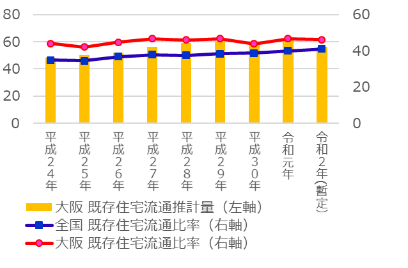 80
60
40
20
0
60
40
20
0
平成24年
平成25年
平成26年
平成27年
平成28年
平成29年
平成30年
令和元年
令和2年(暫定)
大阪 既存住宅流通推計量（左軸）
全国 既存住宅流通比率（右軸）
大阪 既存住宅流通比率（右軸）